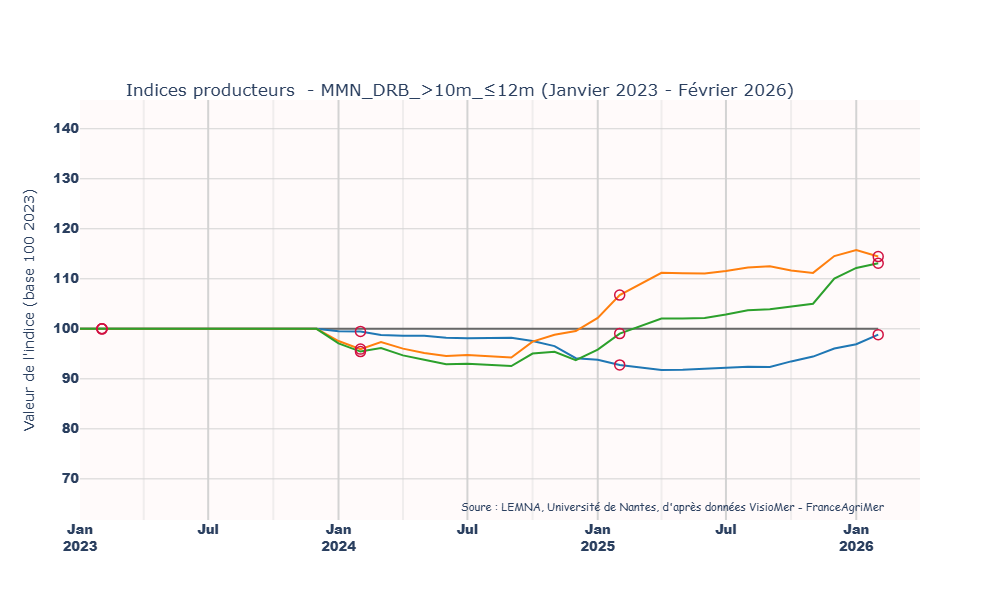 Indices producteurs - MMN_DRB_>10m_≤12m (Janvier 2023 - Février 2026)
Valeur de l'indice (base 100 2023)
140
130
120
110
100
90
80
70
Soure : LEMNA, Université de Nantes, d'après données VisioMer - FranceAgriMer
Jan Jul Jan Jul Jan Jul Jan
2023 2024 2025 2026